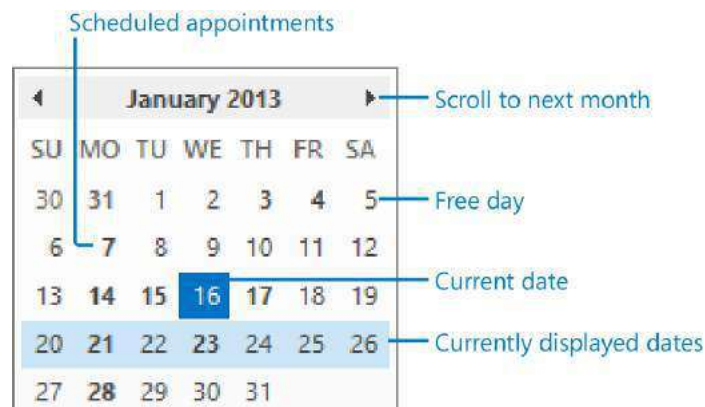 Scheduled appointments
January 2013
Scroll to next month
SU MO TU WE TH FR SA
30 31 1 2 3 4 5
Free day
6 7 8 9 10 11 12
Current date
13 14 15 16 17 18 19
20 21 22 23 24 25 26
Currently displayed dates
27 28 29 30 31